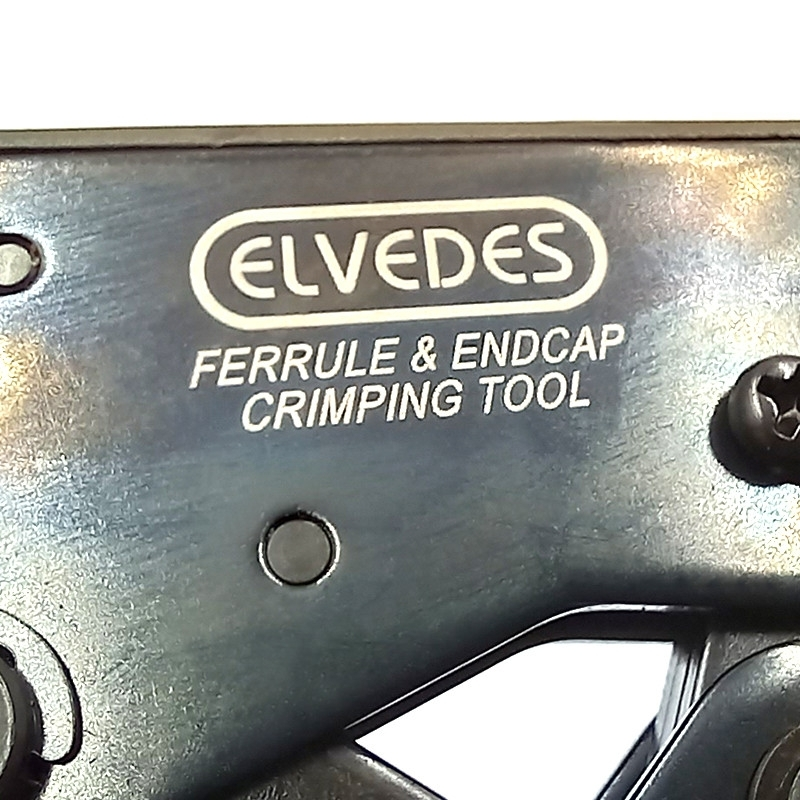 ELVEDES
FERRULE & ENDCAP
CRIMPING TOOL